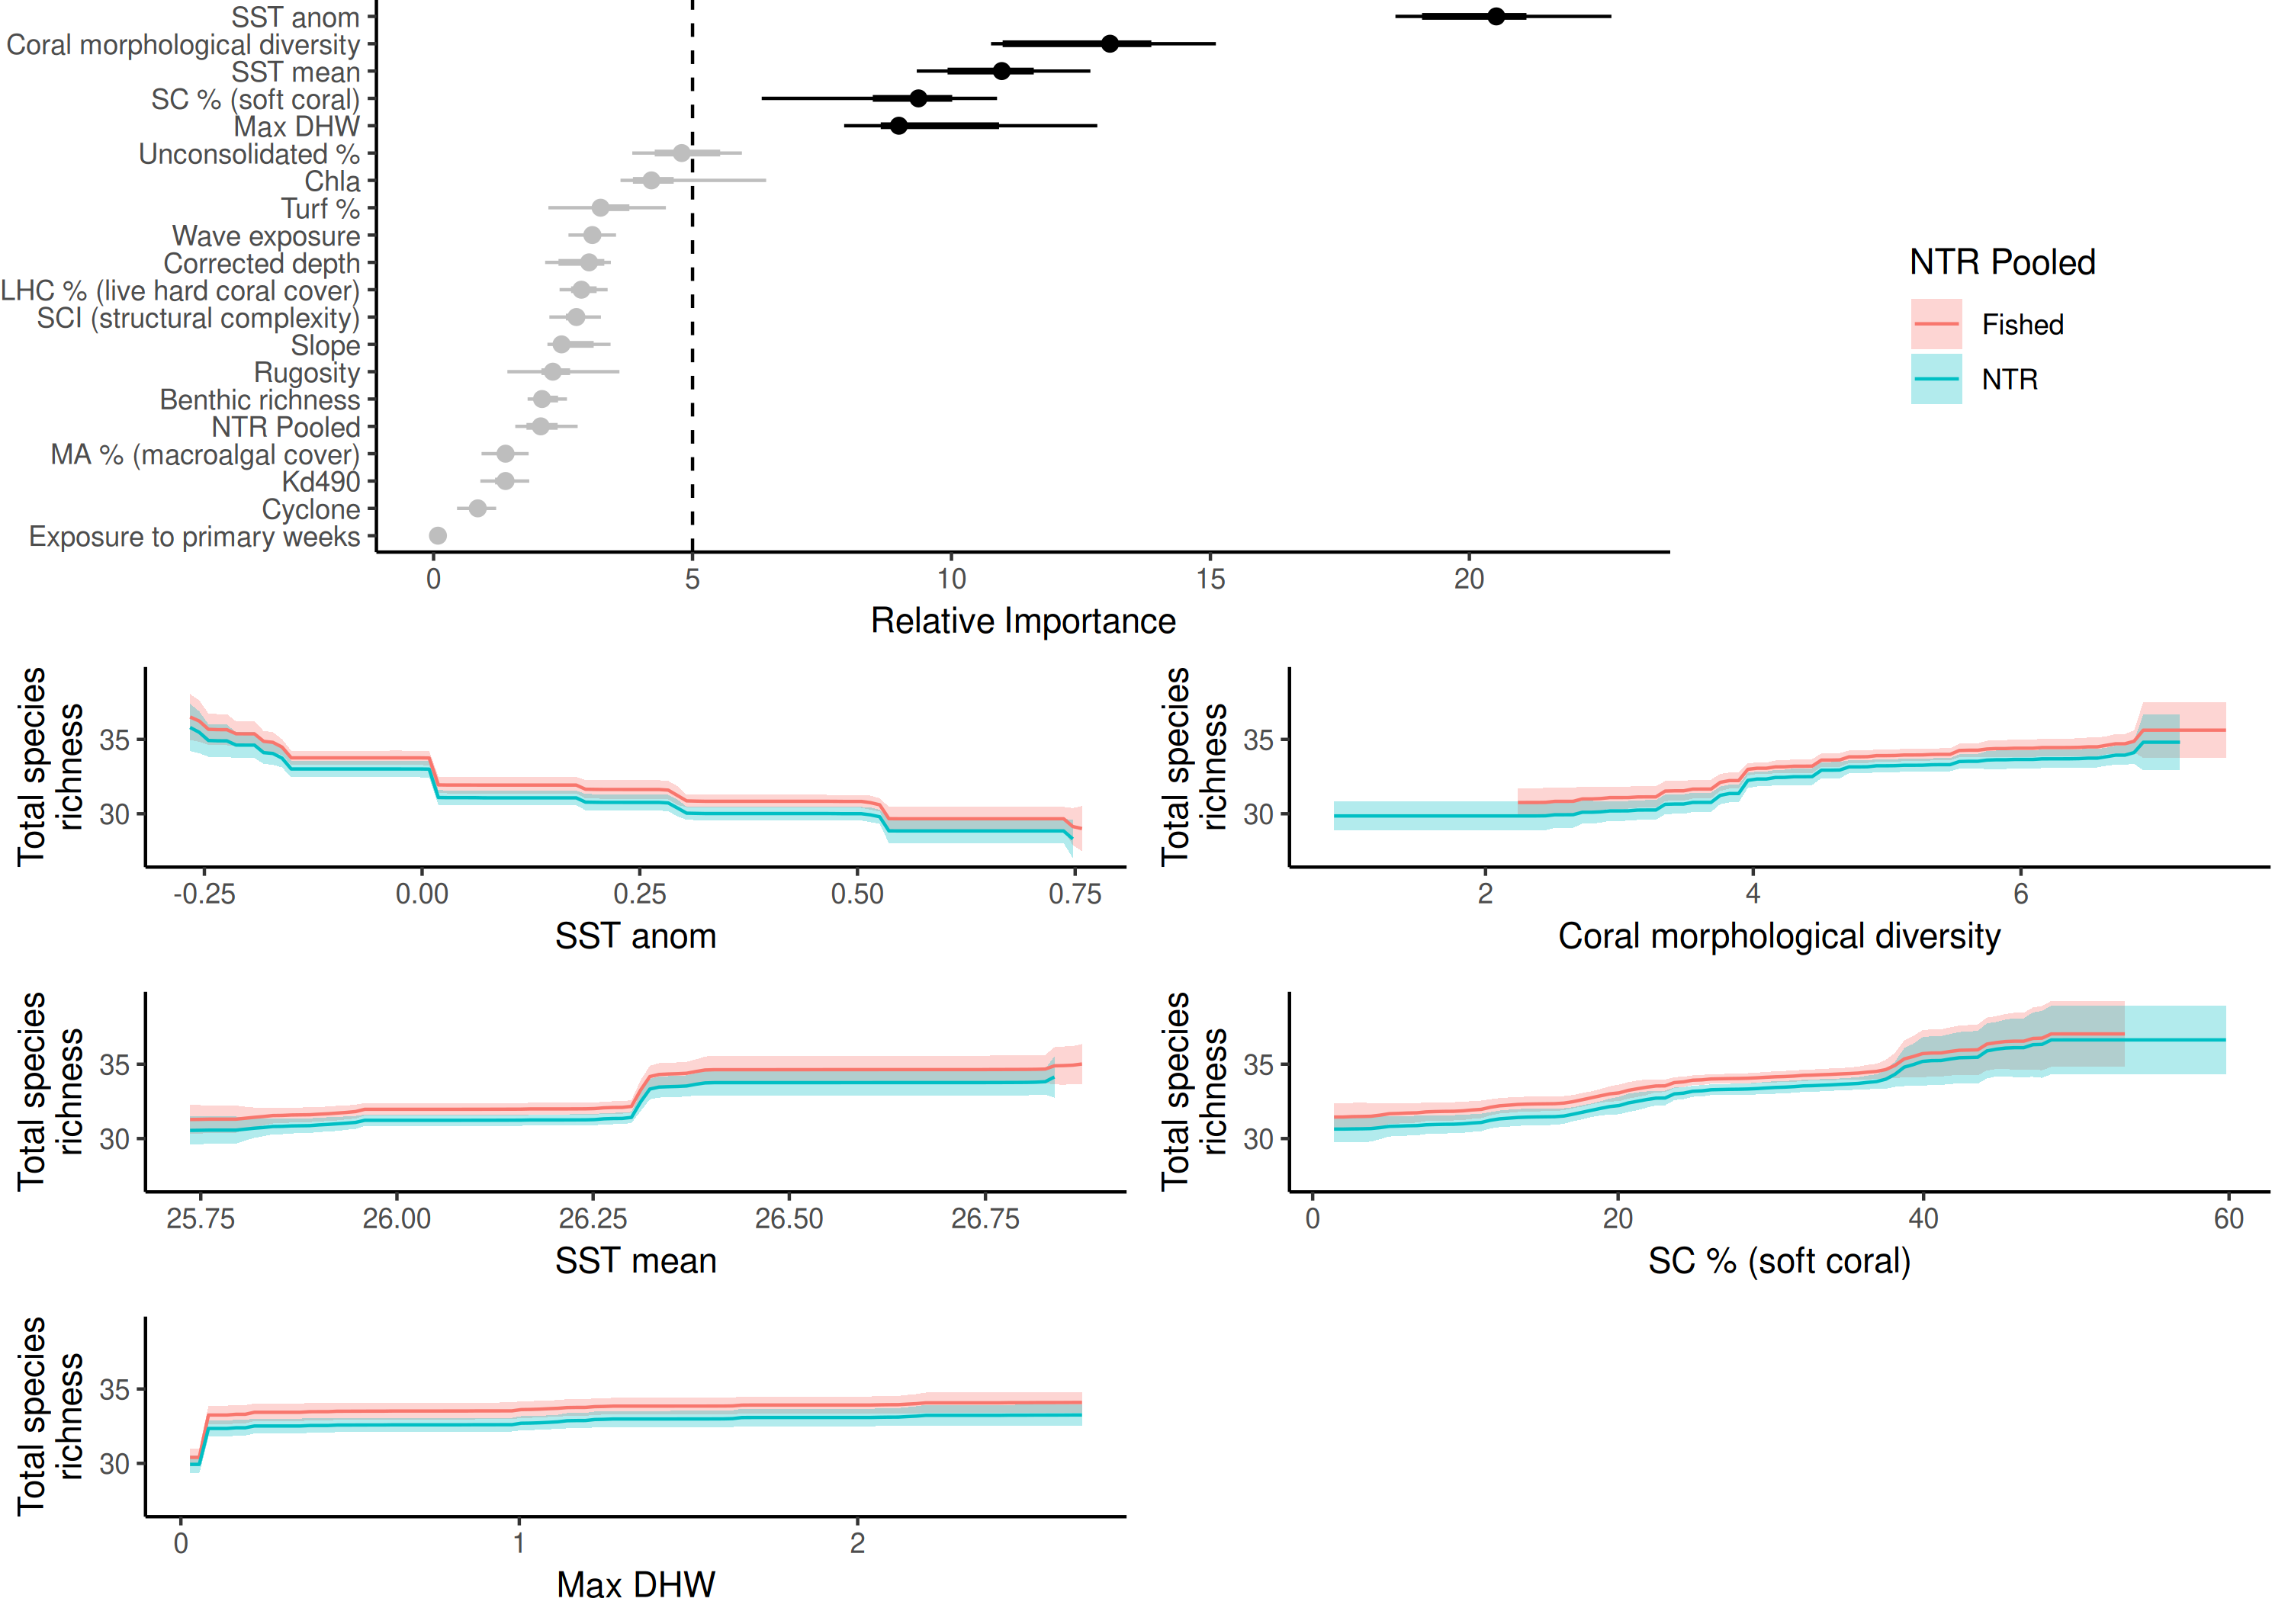 SST anom
Coral morphological diversity
SST mean
SC % (soft coral)
Max DHW
Unconsolidated %
Chla
Turf %
Wave exposure
Corrected depth
LHC % (live hard coral cover)
SCI (structural complexity)
Slope
Rugosity
Benthic richness
NTR Pooled
MA % (macroalgal cover)
Kd490
Cyclone
Exposure to primary weeks
0 5 10 15 20
Relative Importance
NTR Pooled
Fished
NTR
Total species
richness
35
30
-0.25 0.00 0.25 0.50 0.75
SST anom
Total species
richness
35
30
2 4 6
Coral morphological diversity
Total species
richness
35
30
25.75 26.00 26.25 26.50 26.75
SST mean
Total species
richness
35
30
0 20 40 60
SC % (soft coral)
Total species
richness
35
30
0 1 2
Max DHW